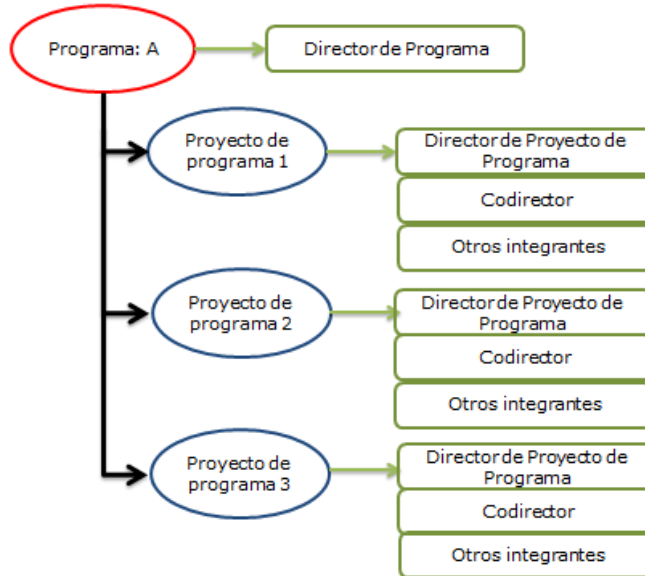 Programa: A
Director de Programa
Proyecto de
programa 1
Director de Proyecto de
Programa
Codirector
Otros integrantes
Proyecto de
programa 2
Director de Proyecto de
Programa
Codirector
Otros integrantes
Proyecto de
programa 3
Director de Proyecto de
Programa
Codirector
Otros integrantes